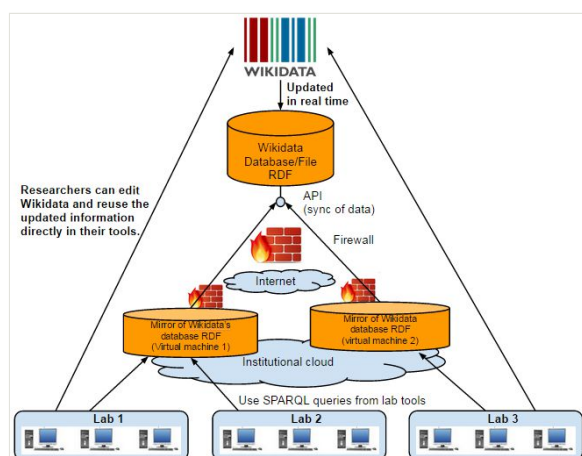 WIKIDATA
Updated
in real time
Wikidata
Database/File
RDF
Researchers can edit
Wikidata and reuse the
updated information
directly in their tools.
API
(sync of data)
Firewall
Internet
Mirror of Wikidata's
database RDF
(Virtual machine 1)
Mirror of Wikidata
database RDF
(virtual machine 2)
Institutional cloud
Use SPARQL queries from lab tools
Lab 1
Lab 2
Lab 3